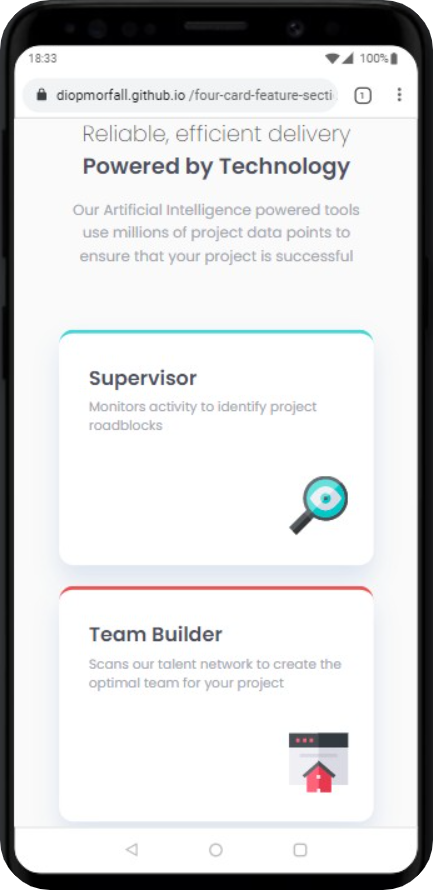 18:33
100%
diopmorfall.github.io /four-card-feature-secti
1
Reliable, efficient delivery
Powered by Technology
Our Artificial Intelligence powered tools
use millions of project data points to
ensure that your project is successful
Supervisor
Monitors activity to identify project
roadblocks
Team Builder
Scans our talent network to create the
optimal team for your project